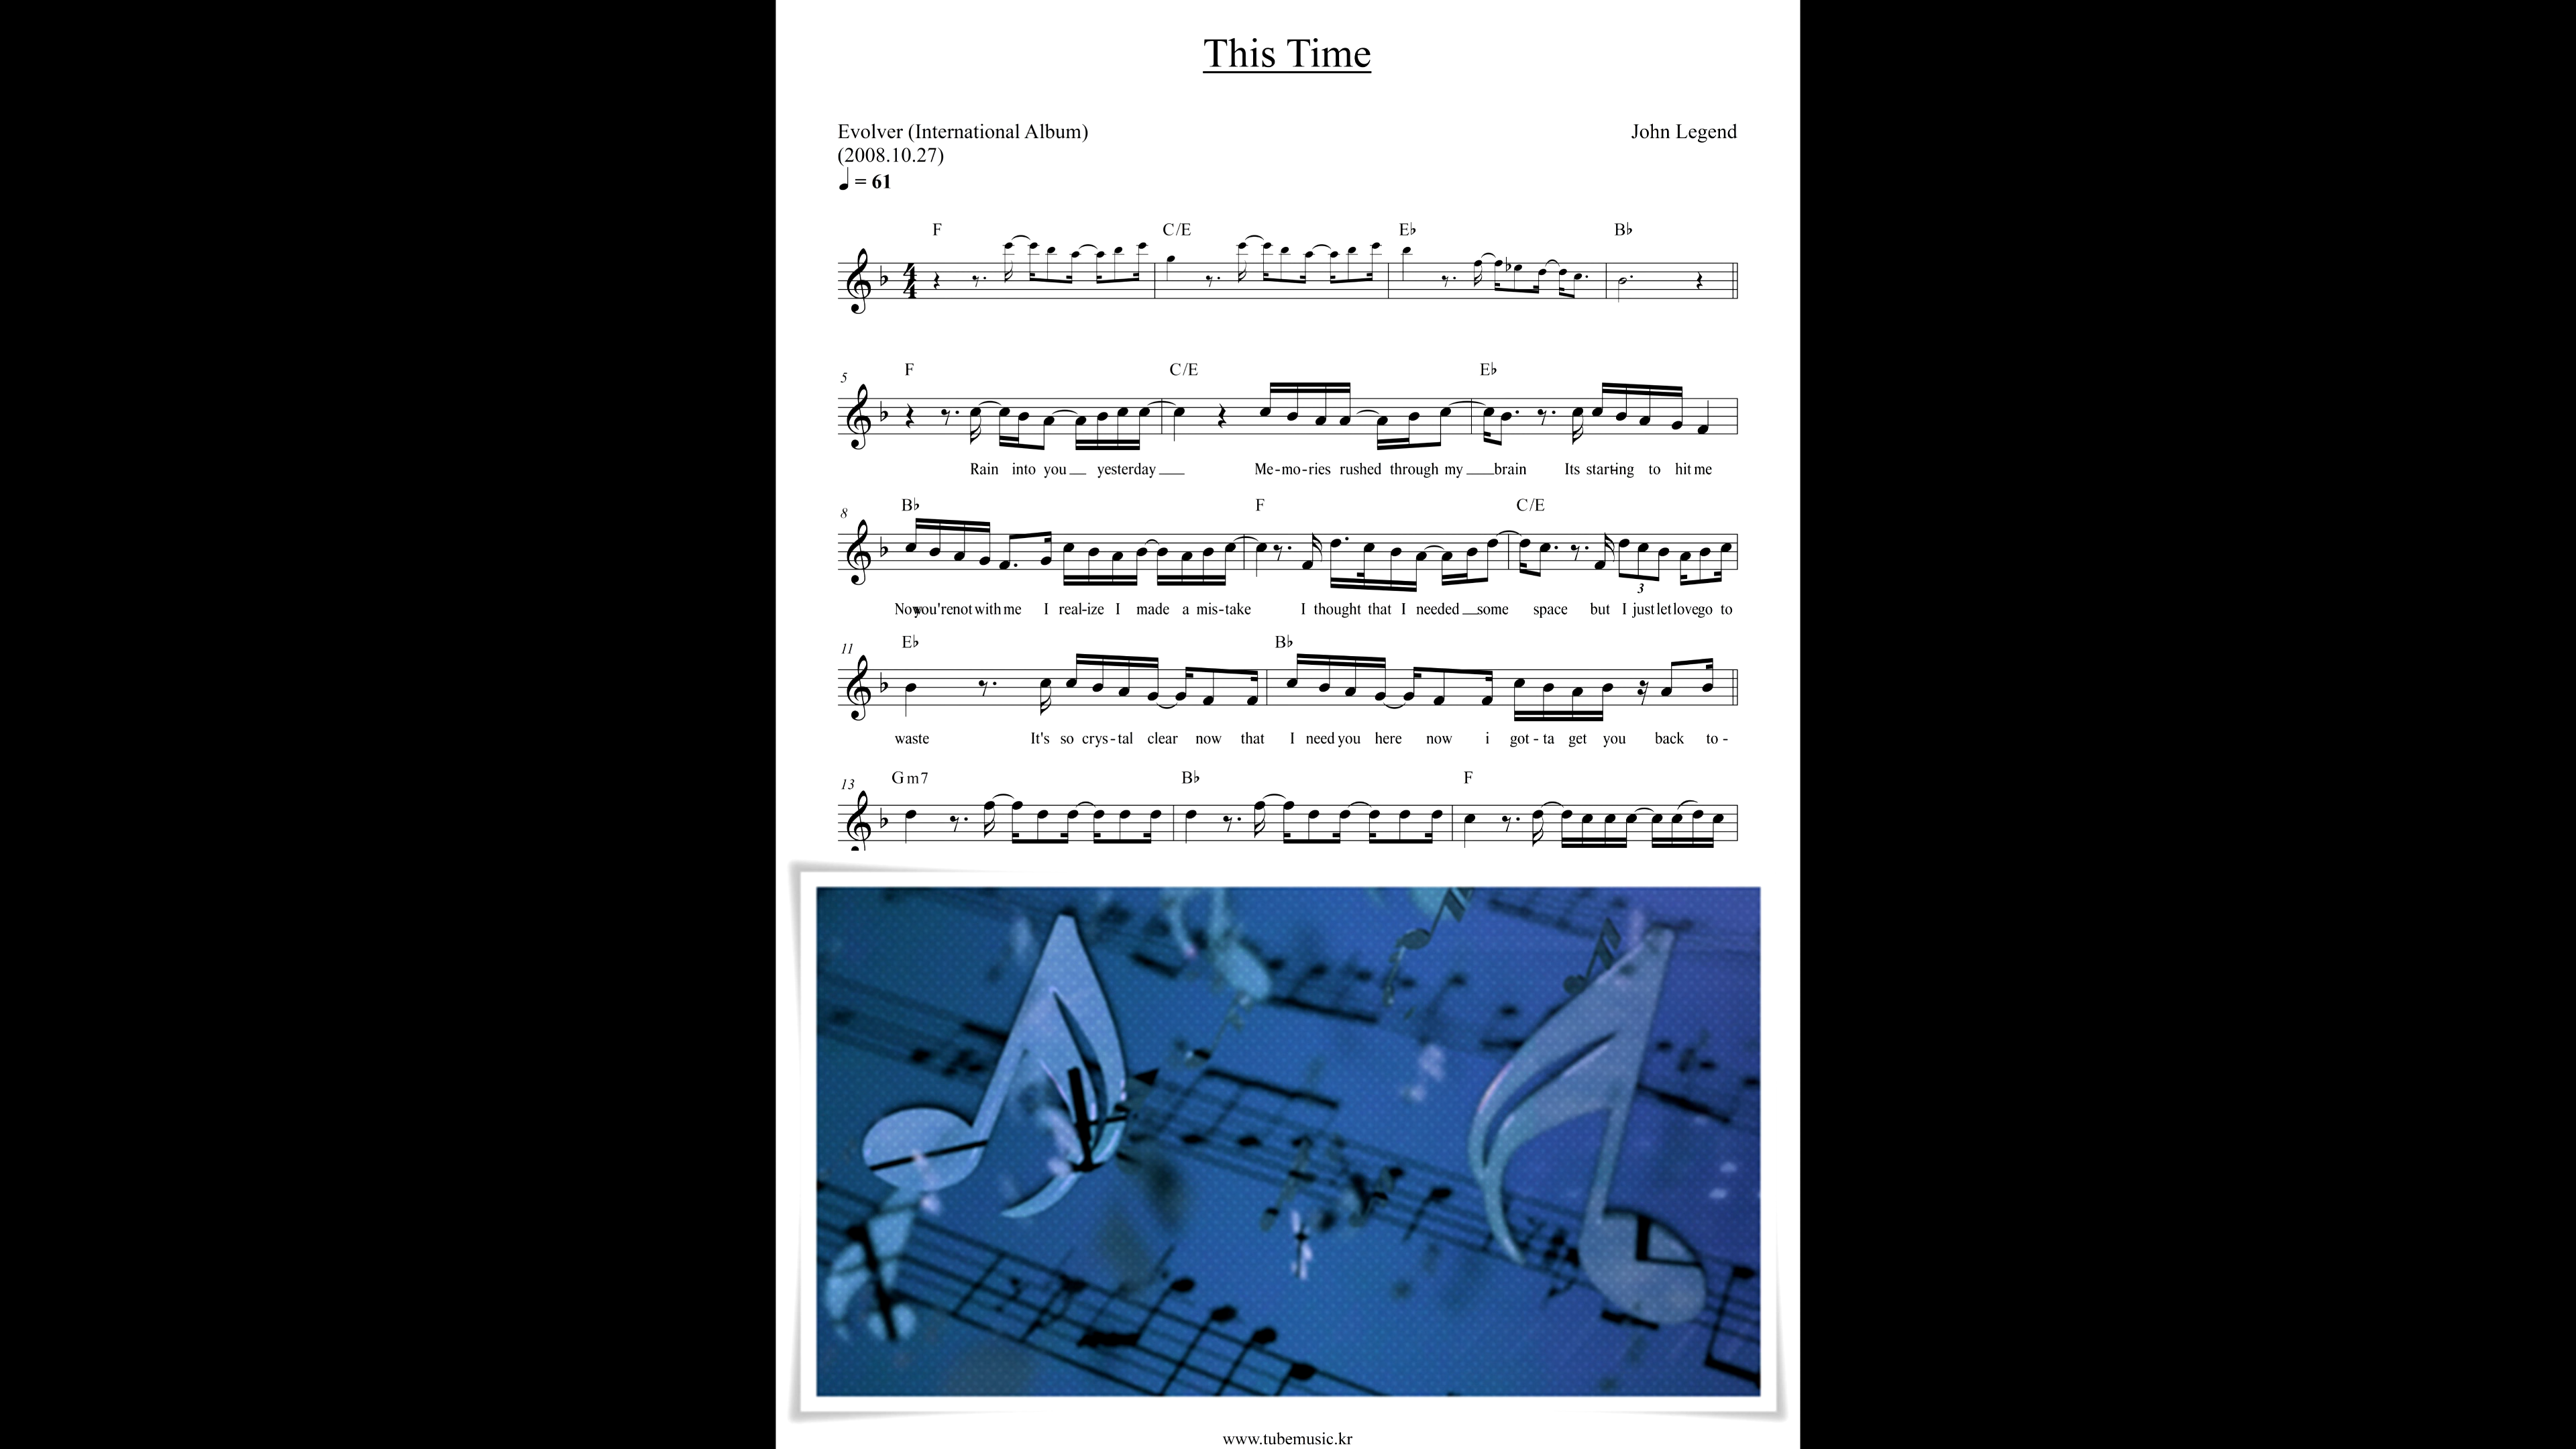 This Time
Evolver (International Album)
John Legend
(2008.10.27)
= 61
F C/E E♭ B♭
5 F C/E E♭
Rain into you yesterday Me-mo-ries rushed through my brain Its start-ing to hit me
8 B♭ F C/E
Now you're not with me I real-ize I made a mis-take I thought that I needed some space but I just let love go to
3
11 E♭ B♭
waste It's so crys-tal clear now that I need you here now i got-ta get you back to-
13 Gm7 B♭ F
www.tubemusic.kr